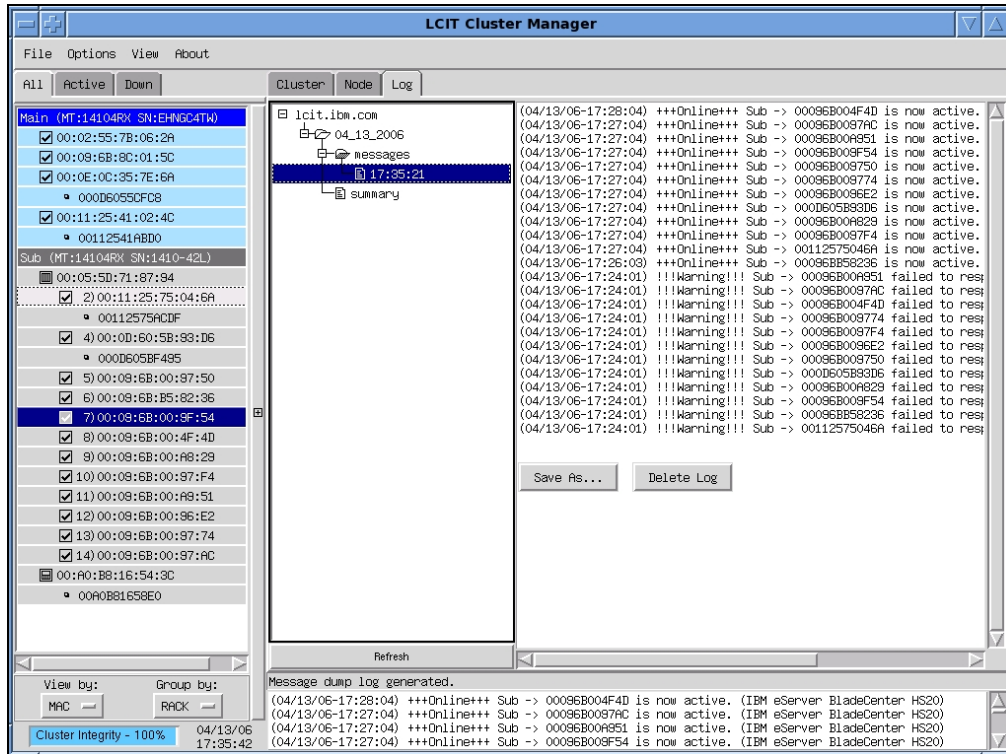 LCIT Cluster Manager
File Options View About
All Active Down
Cluster Node Log
Main (MT:14104RX SN:EHNGC4TW)
00:02:55:7B:06:2A
00:09:6B:8C:01:5C
00:0E:0C:35:7E:6A
000D6055CFC8
00:11:25:41:02:4C
00112541ABD0
Sub (MT:14104RX SN:1410-42L)
00:05:5D:71:87:94
2)00:11:25:75:04:6A
00112575ACDF
4)00:0D:60:5B:93:D6
000D605BF495
5)00:09:6B:00:97:50
6)00:09:6B:B5:82:36
7)00:09:6B:00:9F:54
8)00:09:6B:00:4F:4D
9)00:09:6B:00:A8:29
10)00:09:6B:00:97:F4
11)00:09:6B:00:A9:51
12)00:09:6B:00:96:E2
13)00:09:6B:00:97:74
14)00:09:6B:00:97:AC
00:A0:B8:16:54:3C
00A0B81658E0
View by: Group by:
MAC RACK
Cluster Integrity - 100%
04/13/06
17:35:42
lcit.ibm.com
04_13_2006
messages
17:35:21
summary
Refresh
(04/13/06-17:28:04) +++Online+++ Sub -> 00096B004F4D is now active.
(04/13/06-17:27:04) +++Online+++ Sub -> 00096B0097AC is now active.
(04/13/06-17:27:04) +++Online+++ Sub -> 00096B00A951 is now active.
(04/13/06-17:27:04) +++Online+++ Sub -> 00096B009F54 is now active.
(04/13/06-17:27:04) +++Online+++ Sub -> 00096B009750 is now active.
(04/13/06-17:27:04) +++Online+++ Sub -> 00096B009774 is now active.
(04/13/06-17:27:04) +++Online+++ Sub -> 00096B0096E2 is now active.
(04/13/06-17:27:04) +++Online+++ Sub -> 000D605B93D6 is now active.
(04/13/06-17:27:04) +++Online+++ Sub -> 00096B00A829 is now active.
(04/13/06-17:27:04) +++Online+++ Sub -> 00096B0097F4 is now active.
(04/13/06-17:27:04) +++Online+++ Sub -> 00112575046A is now active.
(04/13/06-17:26:03) +++Online+++ Sub -> 00096BB58236 is now active.
(04/13/06-17:24:01) !!!Warning!!! Sub -> 00096B00A951 failed to resp
(04/13/06-17:24:01) !!!Warning!!! Sub -> 00096B0097AC failed to resp
(04/13/06-17:24:01) !!!Warning!!! Sub -> 00096B004F4D failed to resp
(04/13/06-17:24:01) !!!Warning!!! Sub -> 00096B009774 failed to resp
(04/13/06-17:24:01) !!!Warning!!! Sub -> 00096B0097F4 failed to resp
(04/13/06-17:24:01) !!!Warning!!! Sub -> 00096B0096E2 failed to resp
(04/13/06-17:24:01) !!!Warning!!! Sub -> 00096B009750 failed to resp
(04/13/06-17:24:01) !!!Warning!!! Sub -> 000D605B93D6 failed to resp
(04/13/06-17:24:01) !!!Warning!!! Sub -> 00096B00A829 failed to resp
(04/13/06-17:24:01) !!!Warning!!! Sub -> 00096B009F54 failed to resp
(04/13/06-17:24:01) !!!Warning!!! Sub -> 00096BB58236 failed to resp
(04/13/06-17:24:01) !!!Warning!!! Sub -> 00112575046A failed to resp
Save As... Delete Log
Message dump log generated.
(04/13/06-17:28:04) +++Online+++ Sub -> 00096B004F4D is now active. (IBM eServer BladeCenter HS20)
(04/13/06-17:27:04) +++Online+++ Sub -> 00096B0097AC is now active. (IBM eServer BladeCenter HS20)
(04/13/06-17:27:04) +++Online+++ Sub -> 00096B00A951 is now active. (IBM eServer BladeCenter HS20)
(04/13/06-17:27:04) +++Online+++ Sub -> 00096B009F54 is now active. (IBM eServer BladeCenter HS20)